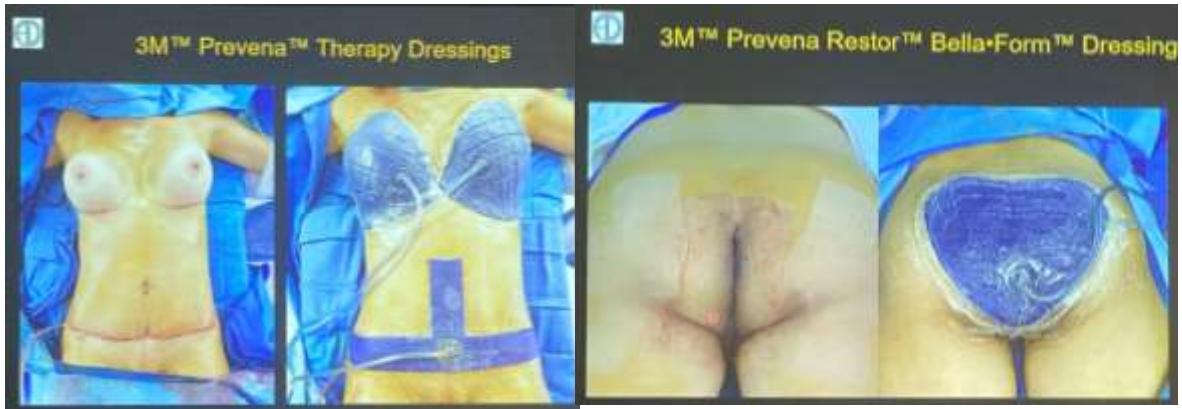 3M™ Prevena™ Therapy Dressings
3M™ Prevena Restor™ Bella•Form™ Dressing